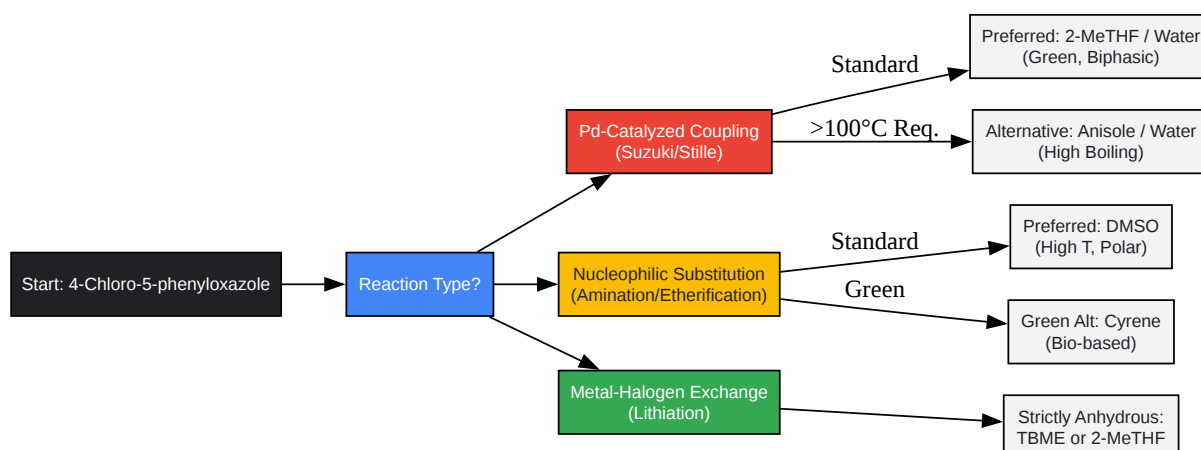 Start: 4-Chloro-5-phenyloxazole
Reaction Type?
Pd-Catalyzed Coupling
(Suzuki/Stille)
Standard
Preferred: 2-MeTHF / Water
(Green, Biphasic)
>100°C Req.
Alternative: Anisole / Water
(High Boiling)
Nucleophilic Substitution
(Amination/Etherification)
Standard
Preferred: DMSO
(High T, Polar)
Green
Green Alt: Cyrene
(Bio-based)
Metal-Halogen Exchange
(Lithiation)
Strictly Anhydrous:
TBME or 2-MeTHF